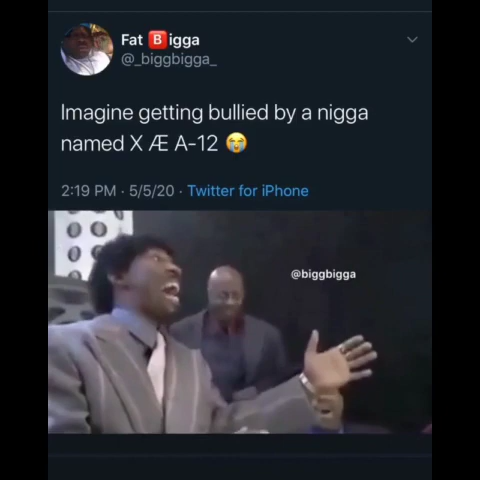 Fat 🅱️igga
@_biggbigga_
Imagine getting bullied by a nigga
named X Æ A-12 😭
2:19 PM · 5/5/20 · Twitter for iPhone
@biggbigga